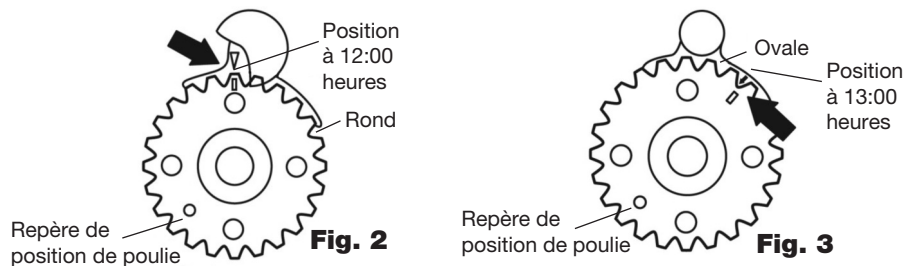 Position
à 12:00
heures
Rond
Repère de
position de poulie
Fig. 2
Ovale
Position
à 13:00
heures
Repère de
position de poulie
Fig. 3